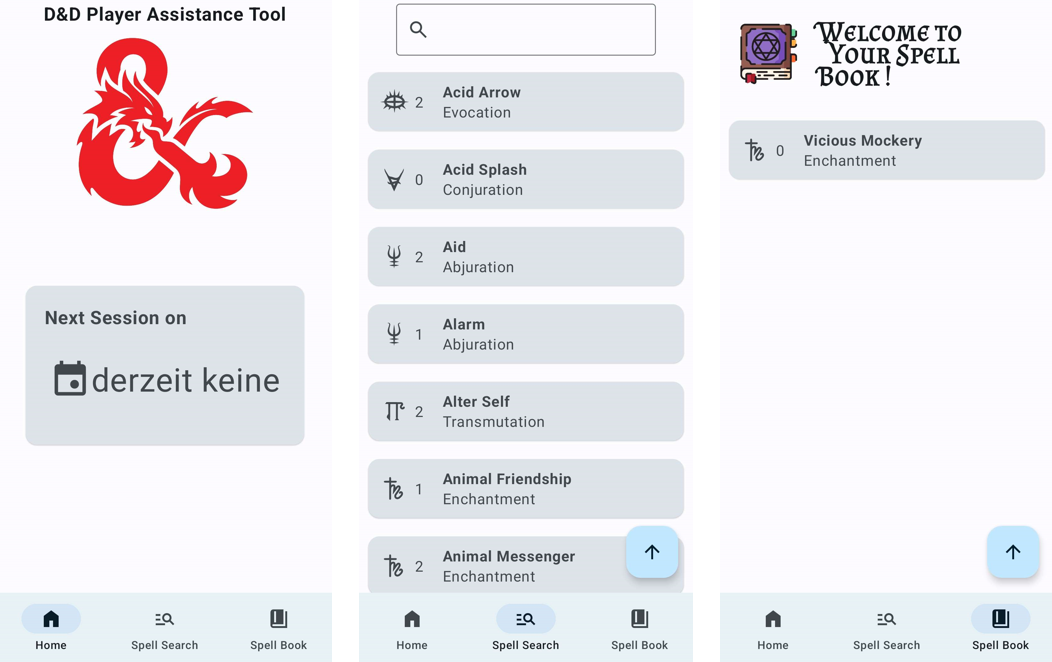 D&D Player Assistance Tool
Next Session on
derzeit keine
Home
Spell Search
Spell Book
2
Acid Arrow
Evocation
0
Acid Splash
Conjuration
2
Aid
Abjuration
1
Alarm
Abjuration
2
Alter Self
Transmutation
1
Animal Friendship
Enchantment
2
Animal Messenger
Enchantment
Home
Spell Search
Spell Book
Welcome to
Your Spell
Book!
0
Vicious Mockery
Enchantment
Home
Spell Search
Spell Book